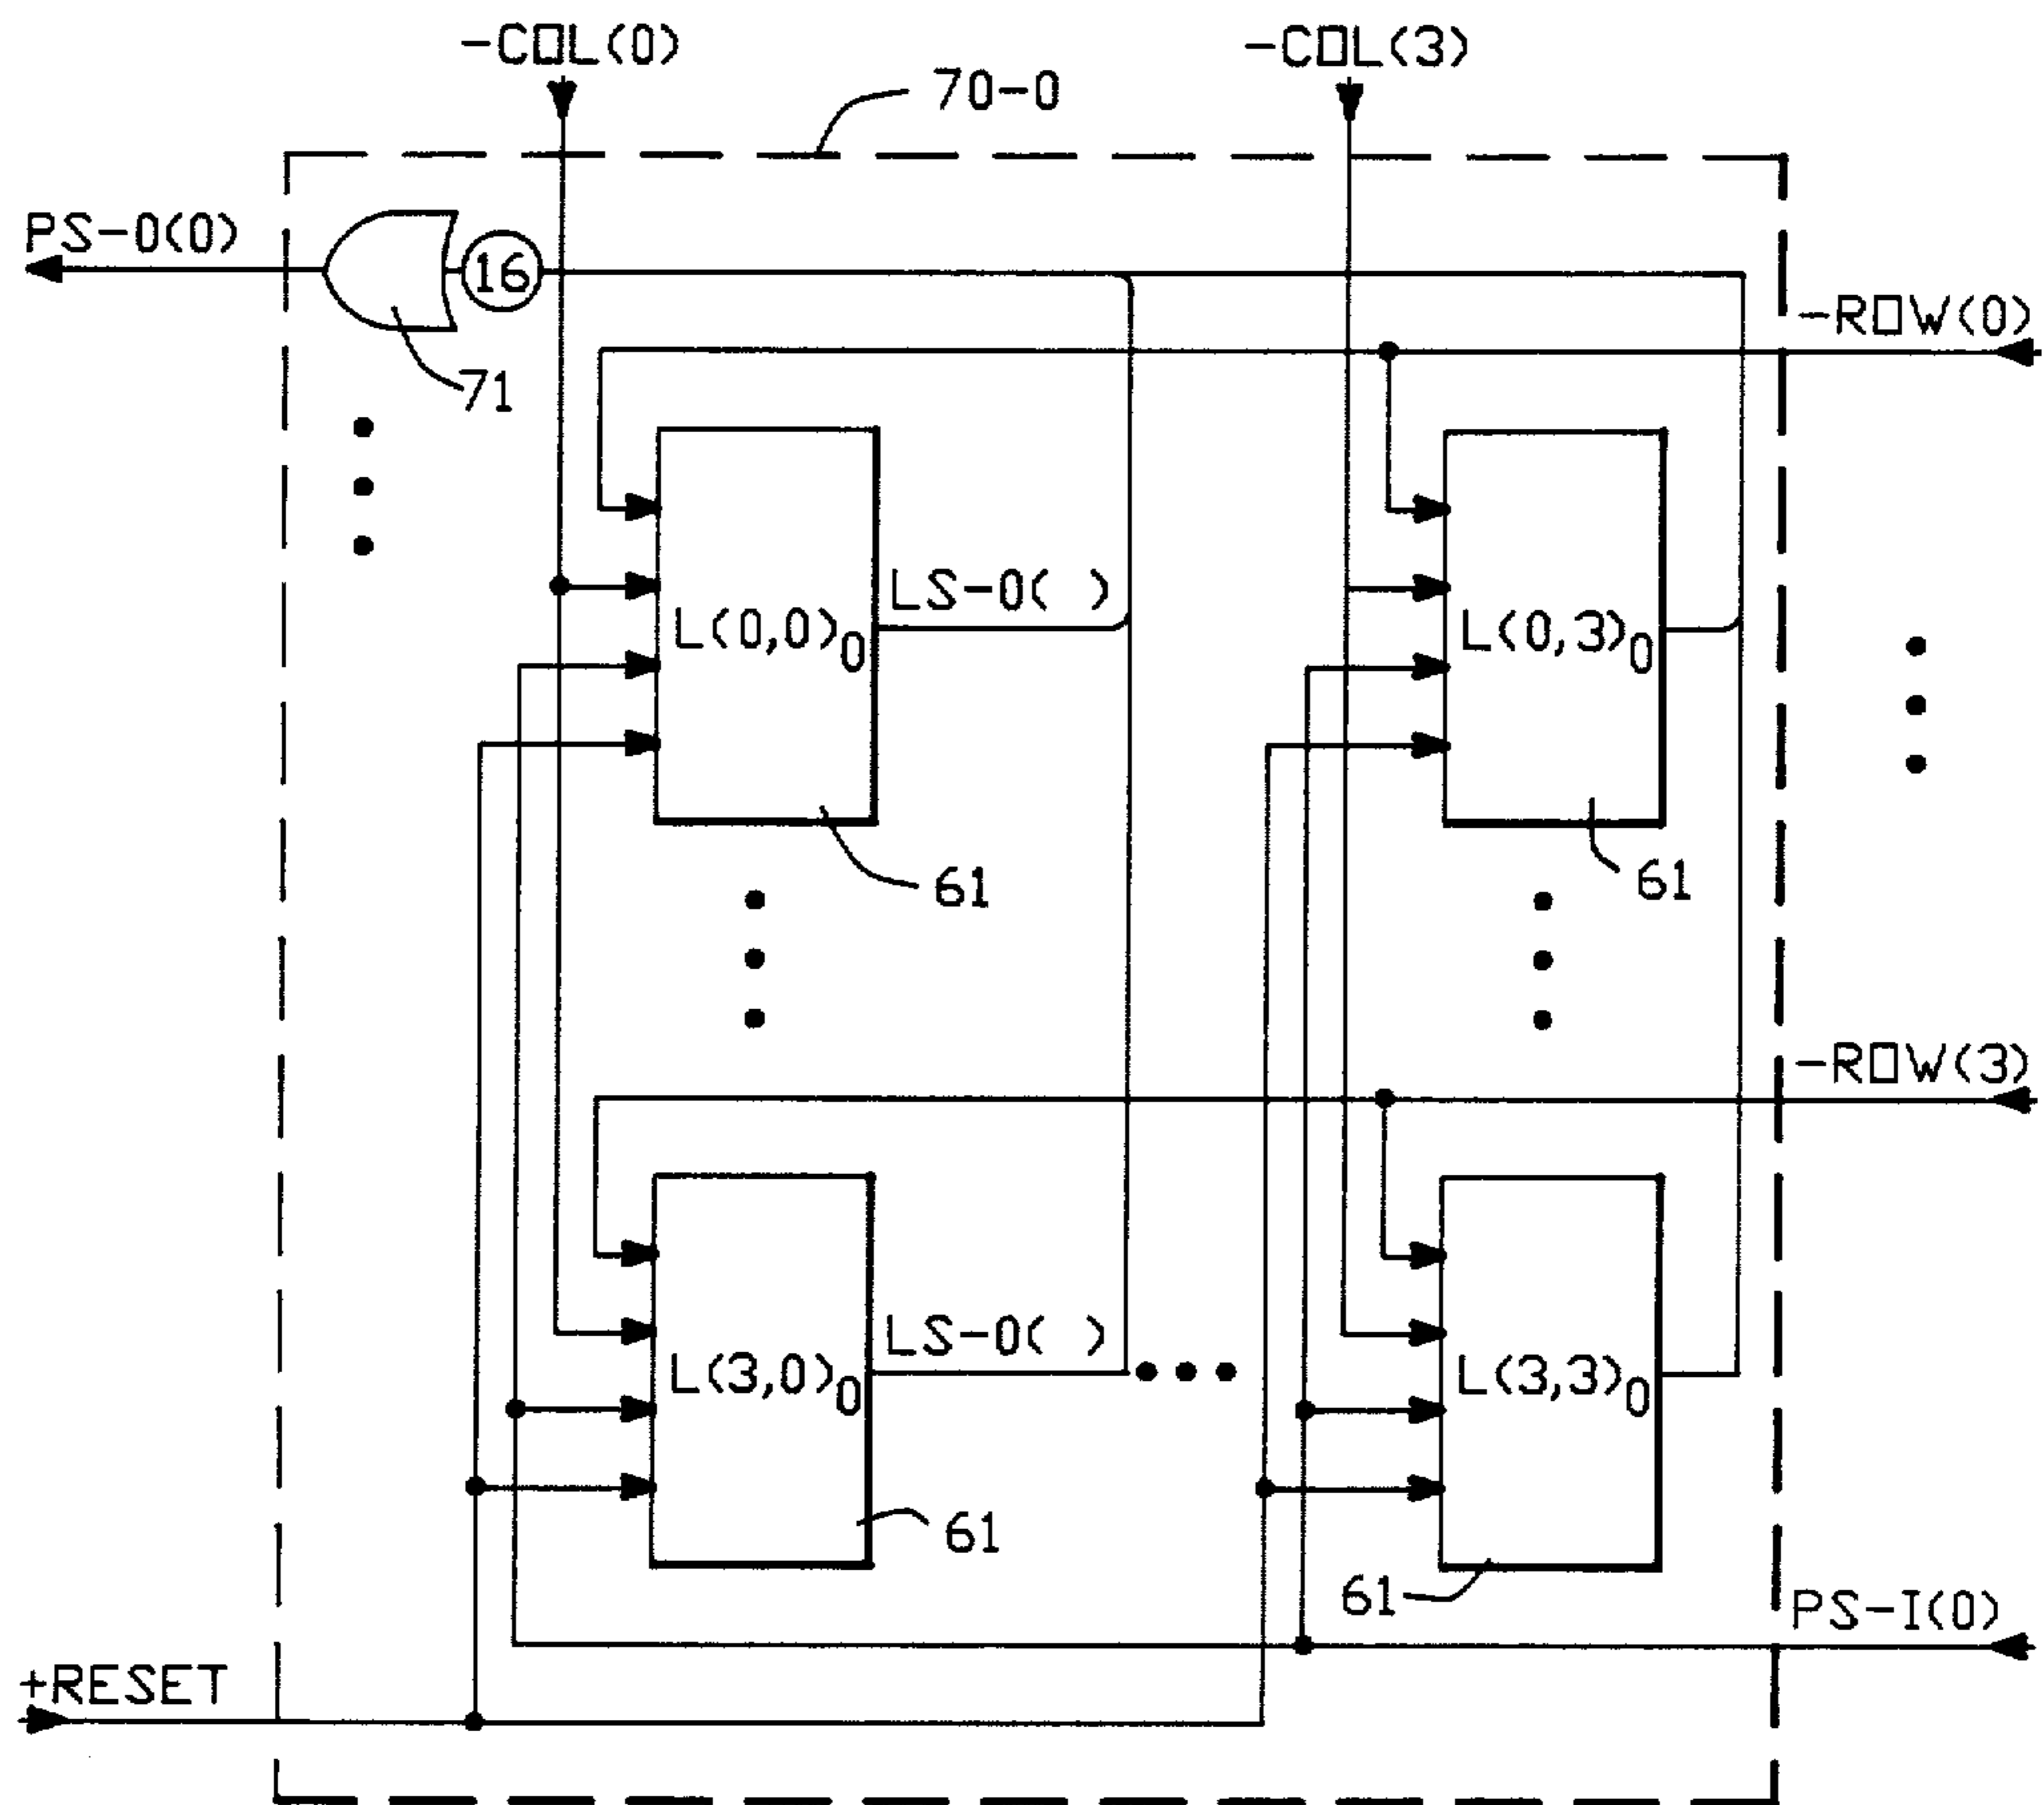 -COL(0)
-COL(3)
70-0
PS-0(0)
16
-ROW(0)
71
LS-0( )
L(0,0)0
L(0,3)0
61
61
-ROW(3)
LS-0( )
L(3,0)0
L(3,3)0
61
61
PS-I(0)
+RESET